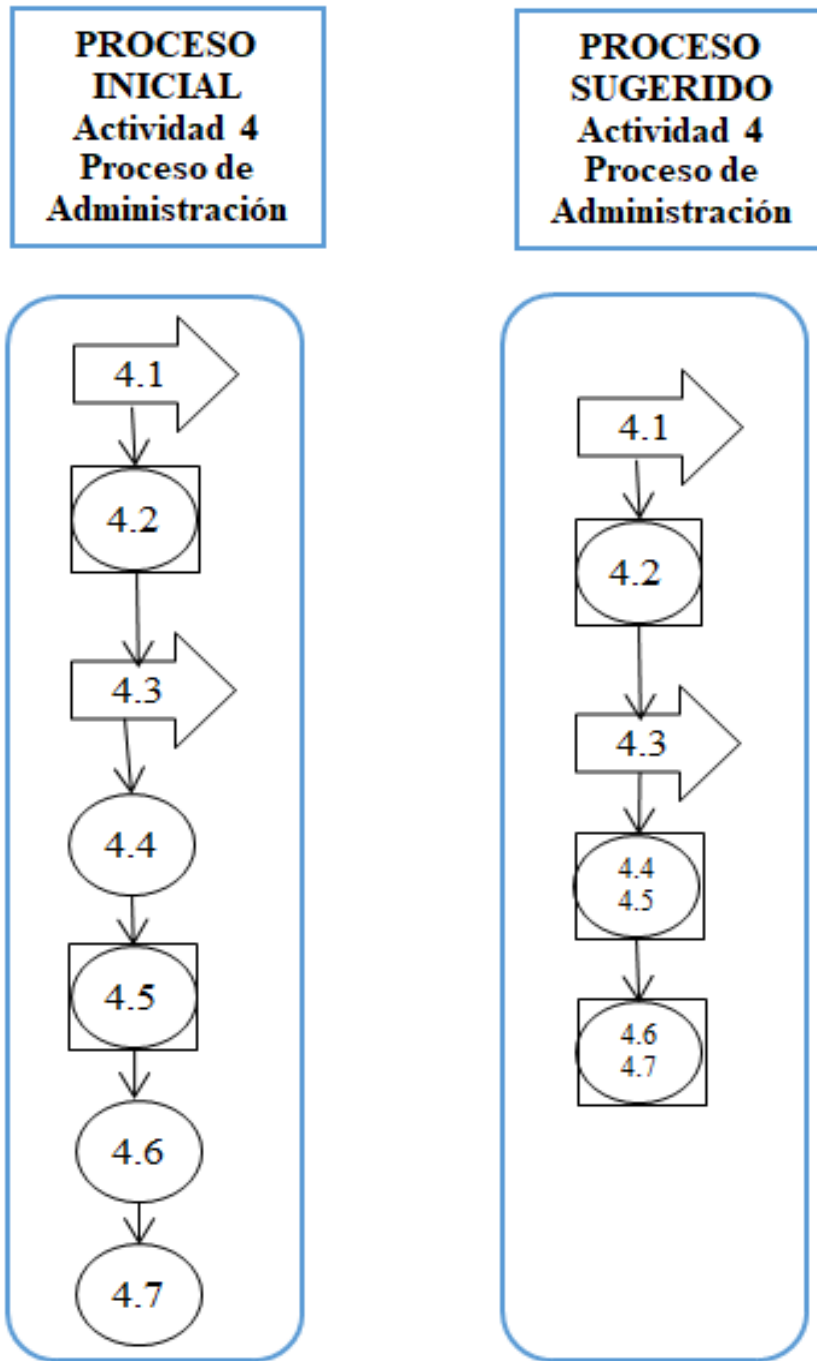 PROCESO
INICIAL
Actividad 4
Proceso de
Administración
4.1
4.2
4.3
4.4
4.5
4.6
4.7
PROCESO
SUGERIDO
Actividad 4
Proceso de
Administración
4.1
4.2
4.3
4.4
4.5
4.6
4.7